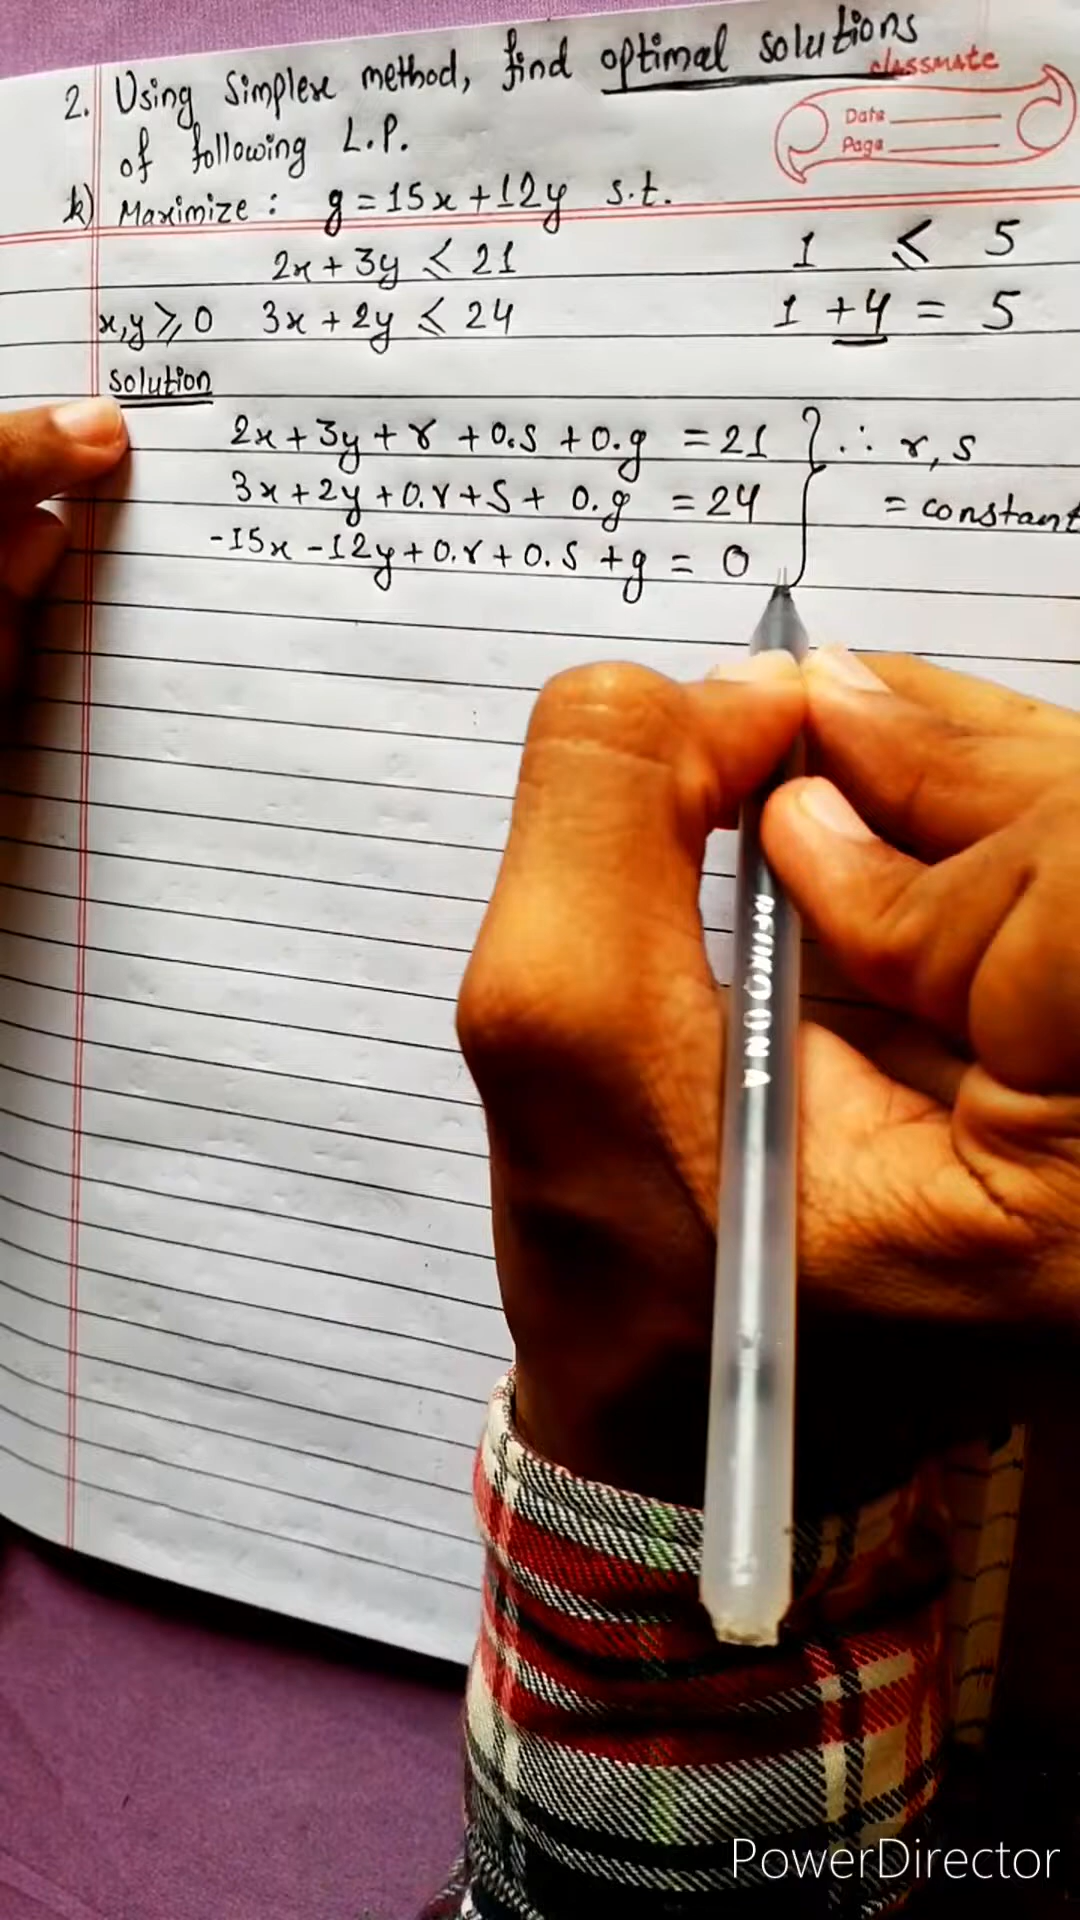 2. Using Simplex method, find optimal solutions
of following L.P.
classmate
Date
Page
k) Maximize : g = 15x + 12y s.t.
2x + 3y ≤ 21
1 ≤ 5
x,y ≥ 0 3x + 2y ≤ 24
1 + 4 = 5
Solution
2x + 3y + r + 0.s + 0.g = 21 } ∴ r, s
3x + 2y + 0.r + s + 0.g = 24 = constant
-15x - 12y + 0.r + 0.s + g = 0
PowerDirector